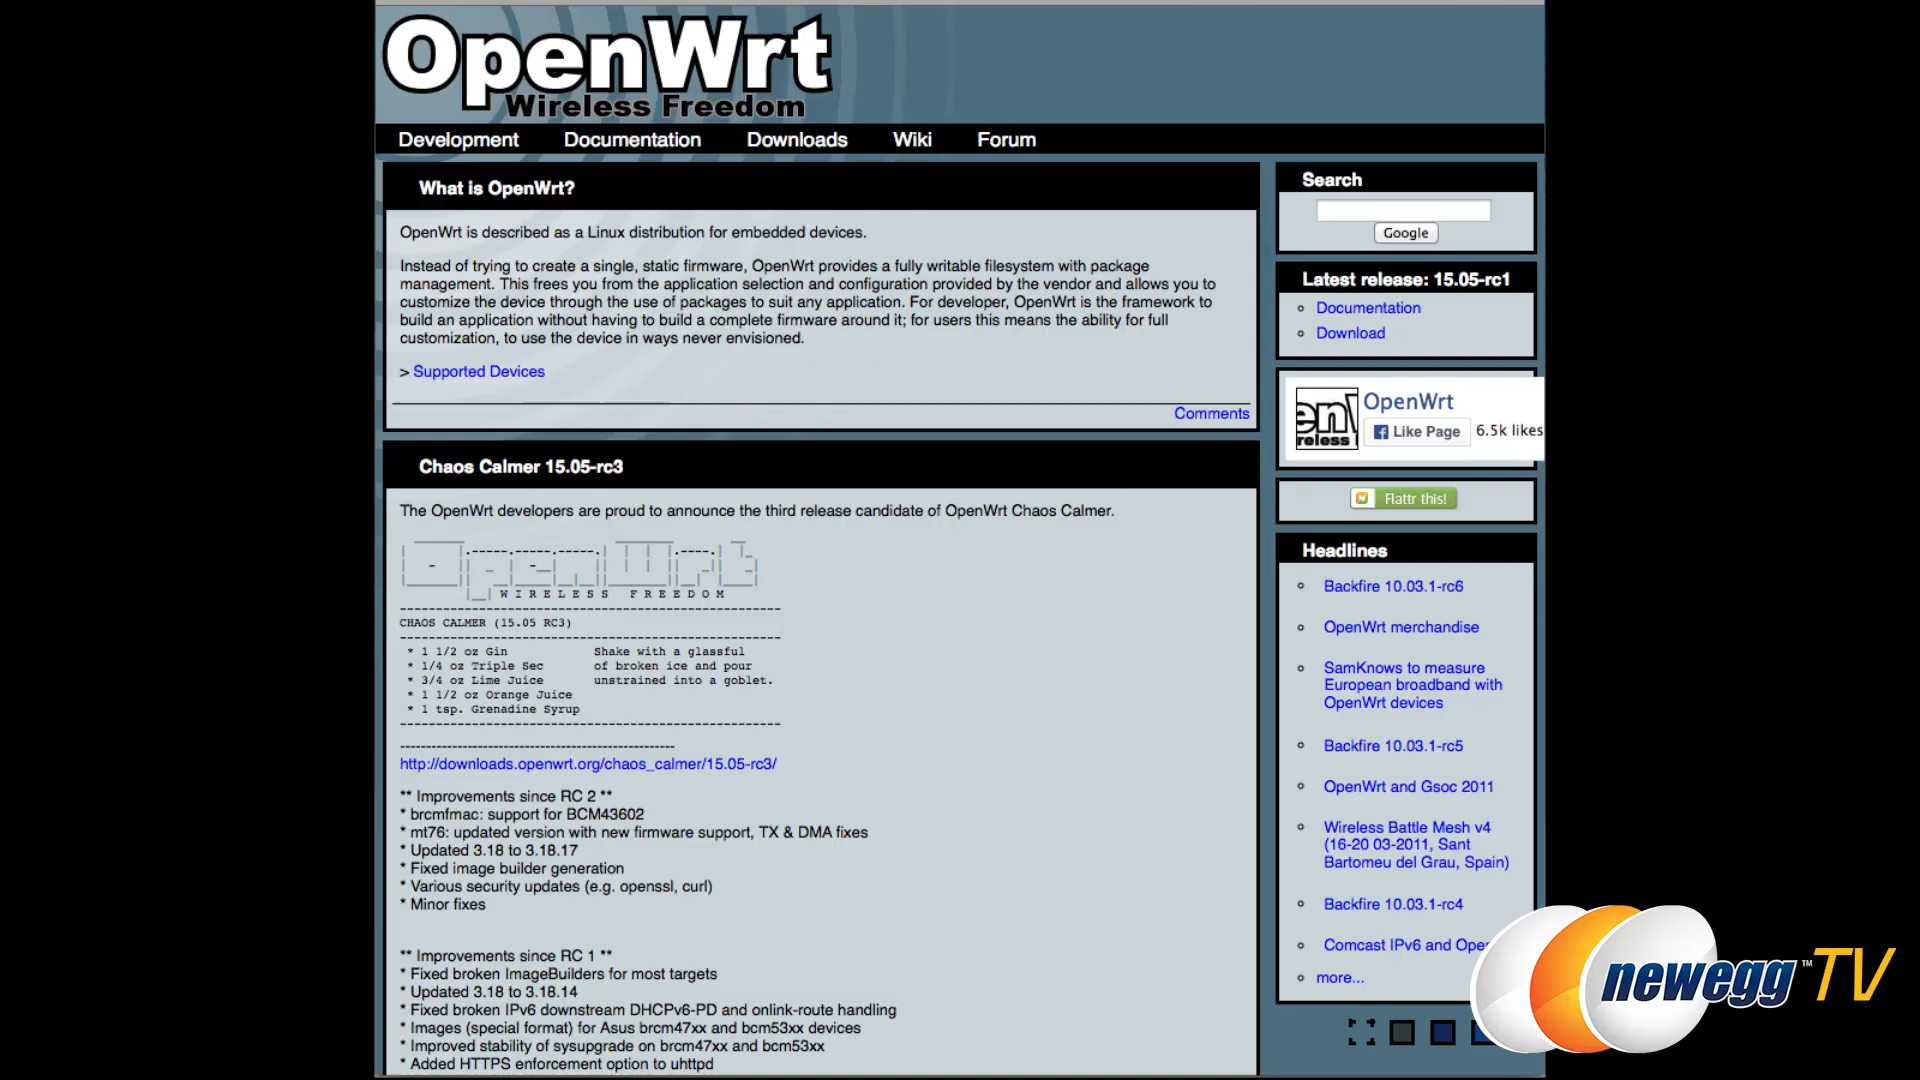 OpenWrt
Wireless Freedom
Development Documentation Downloads Wiki Forum
What is OpenWrt?
OpenWrt is described as a Linux distribution for embedded devices.
Instead of trying to create a single, static firmware, OpenWrt provides a fully writable filesystem with package
management. This frees you from the application selection and configuration provided by the vendor and allows you to
customize the device through the use of packages to suit any application. For developer, OpenWrt is the framework to
build an application without having to build a complete firmware around it; for users this means the ability for full
customization, to use the device in ways never envisioned.
> Supported Devices
Comments
Chaos Calmer 15.05-rc3
The OpenWrt developers are proud to announce the third release candidate of OpenWrt Chaos Calmer.
OpenWrt
WIRELESS FREEDOM
CHAOS CALMER (15.05 RC3)
* 1 1/2 oz Gin Shake with a glassful
* 1/4 oz Triple Sec of broken ice and pour
* 3/4 oz Lime Juice unstrained into a goblet.
* 1 1/2 oz Orange Juice
* 1 tsp. Grenadine Syrup
http://downloads.openwrt.org/chaos_calmer/15.05-rc3/
** Improvements since RC 2 **
* brcmfmac: support for BCM43602
* mt76: updated version with new firmware support, TX & DMA fixes
* Updated 3.18 to 3.18.17
* Fixed image builder generation
* Various security updates (e.g. openssl, curl)
* Minor fixes
** Improvements since RC 1 **
* Fixed broken ImageBuilders for most targets
* Updated 3.18 to 3.18.14
* Fixed broken IPv6 downstream DHCPv6-PD and onlink-route handling
* Images (special format) for Asus brcm47xx and bcm53xx devices
* Improved stability of sysupgrade on brcm47xx and bcm53xx
* Added HTTPS enforcement option to uhttpd
Search
Google
Latest release: 15.05-rc1
Documentation
Download
OpenWrt
Like Page 6.5k likes
Flattr this!
Headlines
Backfire 10.03.1-rc6
OpenWrt merchandise
SamKnows to measure
European broadband with
OpenWrt devices
Backfire 10.03.1-rc5
OpenWrt and Gsoc 2011
Wireless Battle Mesh v4
(16-20 03-2011, Sant
Bartomeu del Grau, Spain)
Backfire 10.03.1-rc4
Comcast IPv6 and Ope
more...
newegg™TV